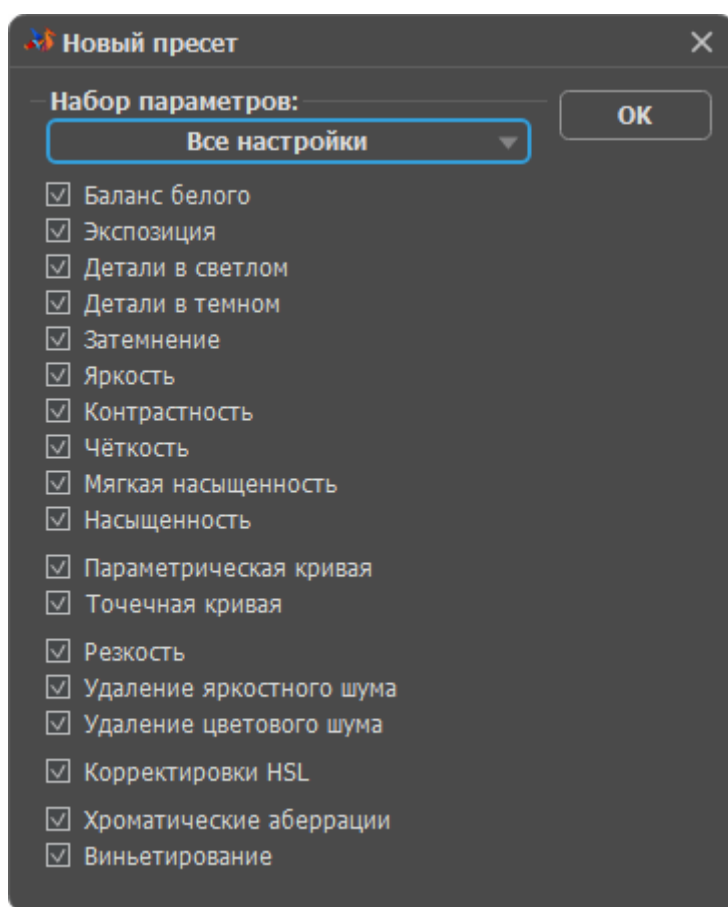 Новый пресет
Набор параметров:
OK
Все настройки
Баланс белого
Экспозиция
Детали в светлом
Детали в темном
Затемнение
Яркость
Контрастность
Чёткость
Мягкая насыщенность
Насыщенность
Параметрическая кривая
Точечная кривая
Резкость
Удаление яркостного шума
Удаление цветового шума
Корректировки HSL
Хроматические аберрации
Виньетирование